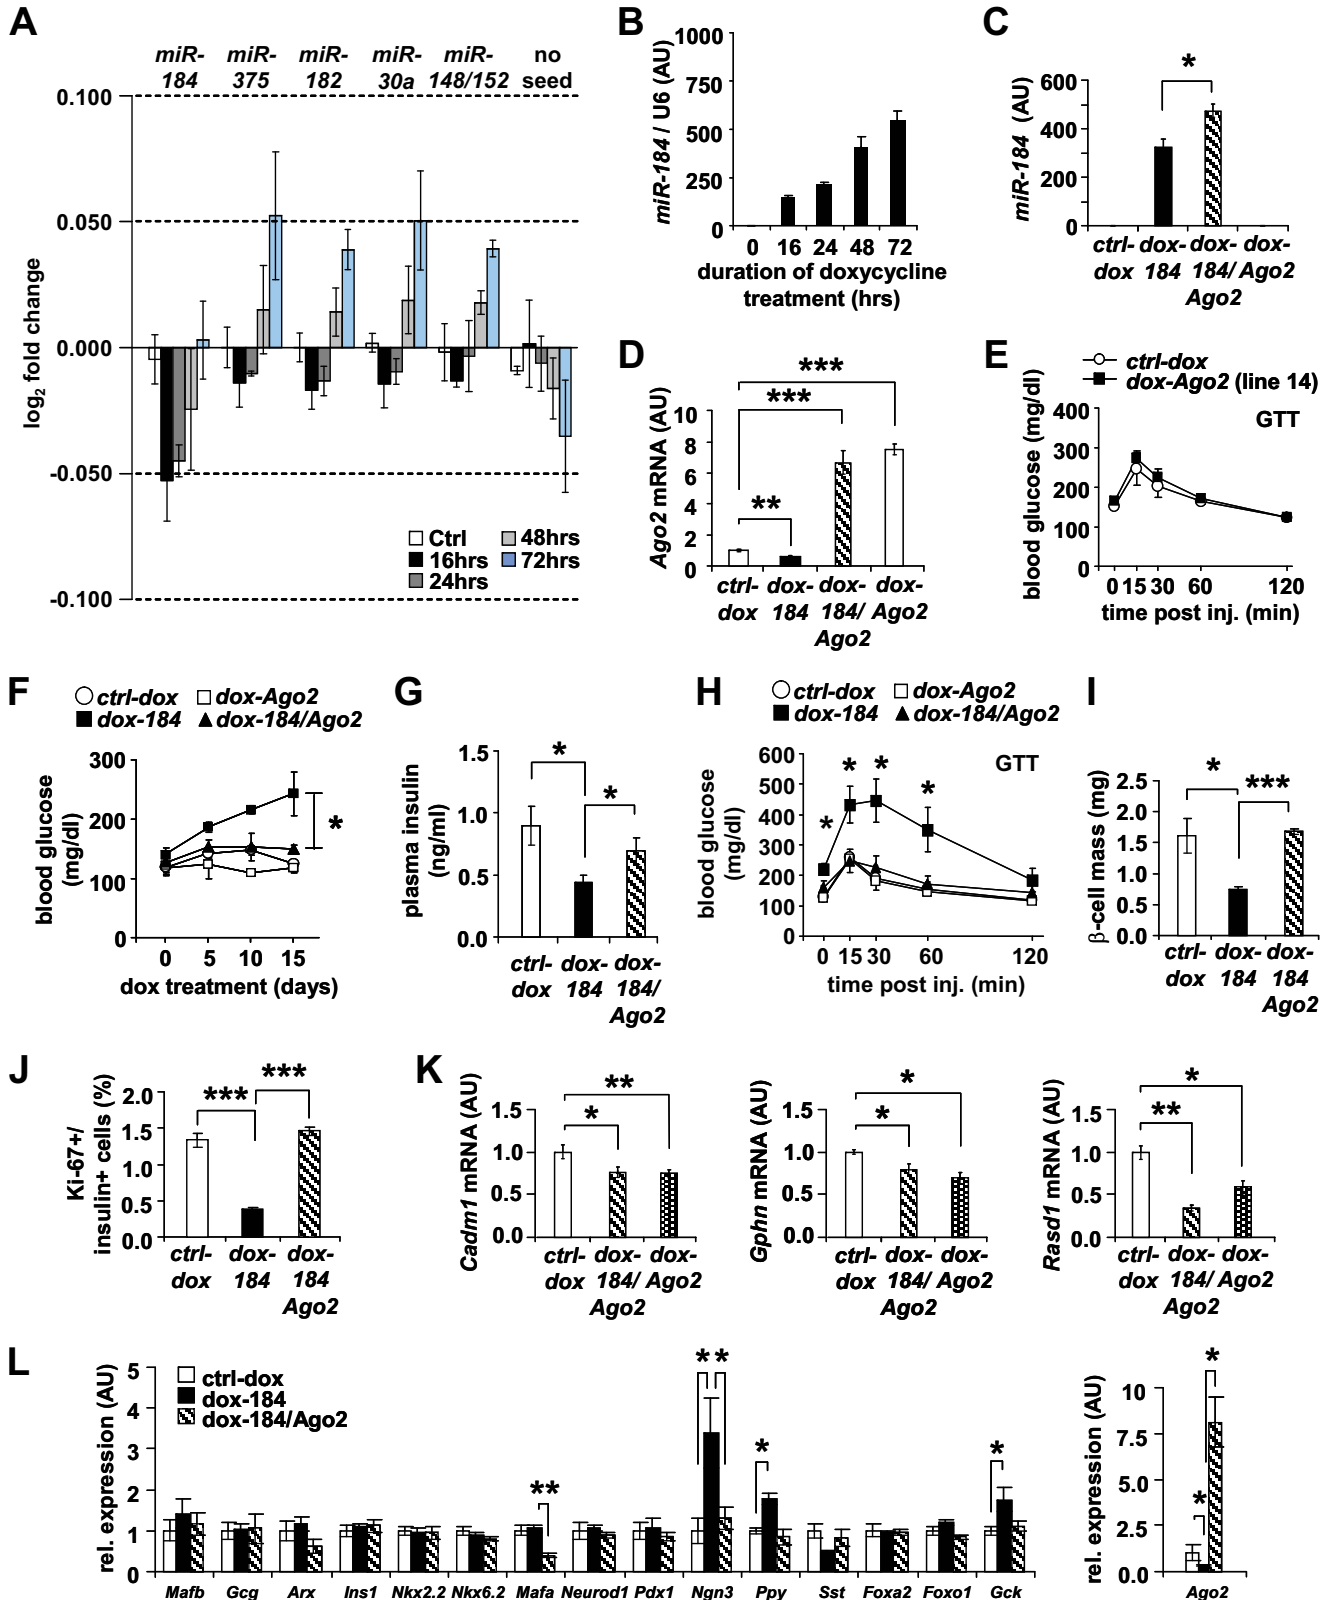 A
miR-184 miR-375 miR-182 miR-30a miR-148/152 no seed
log2 fold change
0.100
0.050
0.000
-0.050
-0.100
Ctrl
16hrs
24hrs
48hrs
72hrs
B
miR-184 / U6 (AU)
1000
750
500
250
0
0 16 24 48 72
duration of doxycycline
treatment (hrs)
C
miR-184 (AU)
600
400
200
0
*
ctrl-dox dox-184 dox-184/Ago2 dox-Ago2
D
Ago2 mRNA (AU)
10
8
6
4
2
0
***
***
**
ctrl-dox dox-184 dox-184/Ago2 dox-Ago2
E
ctrl-dox
dox-Ago2 (line 14)
GTT
blood glucose (mg/dl)
400
300
200
100
0
0 15 30 60 120
time post inj. (min)
F
ctrl-dox dox-Ago2
dox-184 dox-184/Ago2
blood glucose
(mg/dl)
300
200
100
0
*
0 5 10 15
dox treatment (days)
G
plasma insulin
(ng/ml)
1.5
1.0
0.5
0.0
* *
ctrl-dox dox-184 dox-184/Ago2
H
ctrl-dox dox-Ago2
dox-184 dox-184/Ago2
GTT
blood glucose
(mg/dl)
600
500
400
300
200
100
0
* * * *
0 15 30 60 120
time post inj. (min)
I
β-cell mass (mg)
2.5
2.0
1.5
1.0
0.5
0.0
* ***
ctrl-dox dox-184 dox-184 Ago2
J
Ki-67+/
insulin+ cells (%)
2.0
1.5
1.0
0.5
0.0
*** ***
ctrl-dox dox-184 dox-184 Ago2
K
Cadm1 mRNA (AU)
1.5
1.0
0.5
0.0
**
*
ctrl-dox dox-184/Ago2 dox-Ago2
Gphn mRNA (AU)
1.5
1.0
0.5
0.0
*
*
ctrl-dox dox-184/Ago2 dox-Ago2
Rasd1 mRNA (AU)
1.5
1.0
0.5
0.0
*
**
ctrl-dox dox-184/Ago2 dox-Ago2
L
rel. expression (AU)
5
4
3
2
1
0
ctrl-dox
dox-184
dox-184/Ago2
** ** * *
Mafb Gcg Arx Ins1 Nkx2.2 Nkx6.2 Mafa Neurod1 Pdx1 Ngn3 Ppy Sst Foxa2 Foxo1 Gck
rel. expression (AU)
10
7.5
5.0
2.5
0
*
*
Ago2